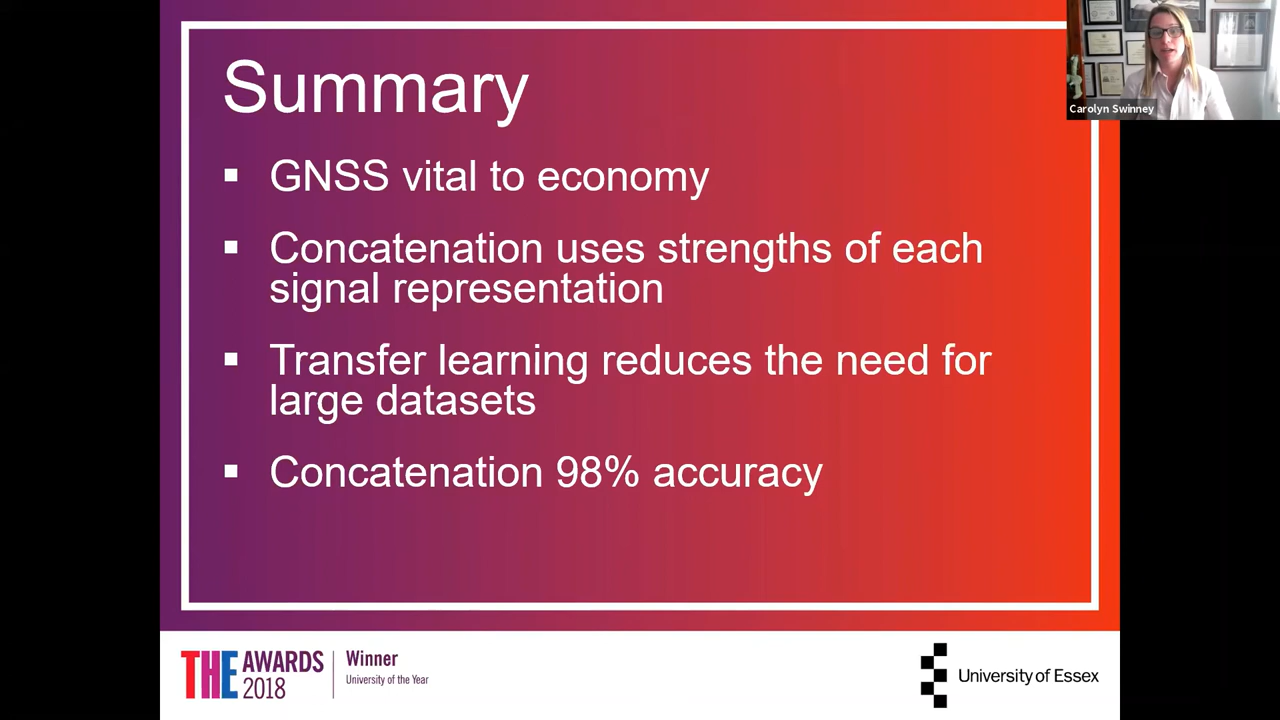 Summary
GNSS vital to economy
Concatenation uses strengths of each
signal representation
Transfer learning reduces the need for
large datasets
Concatenation 98% accuracy
Carolyn Swinney
THE AWARDS
2018
Winner
University of the Year
University of Essex